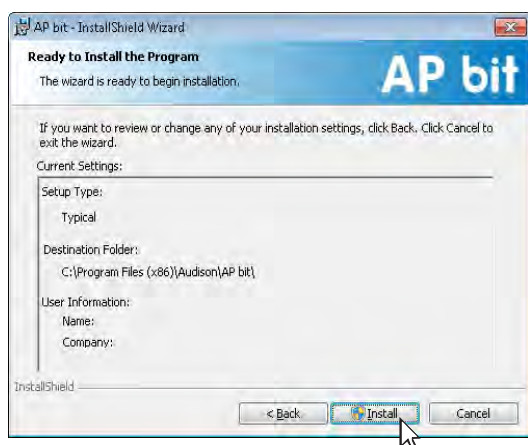 AP bit - InstallShield Wizard
Ready to Install the Program
The wizard is ready to begin installation.
AP bit
If you want to review or change any of your installation settings, click Back. Click Cancel to
exit the wizard.
Current Settings:
Setup Type:
Typical
Destination Folder:
C:\Program Files (x86)\Audison\AP bit\
User Information:
Name:
Company:
InstallShield
< Back
Install
Cancel